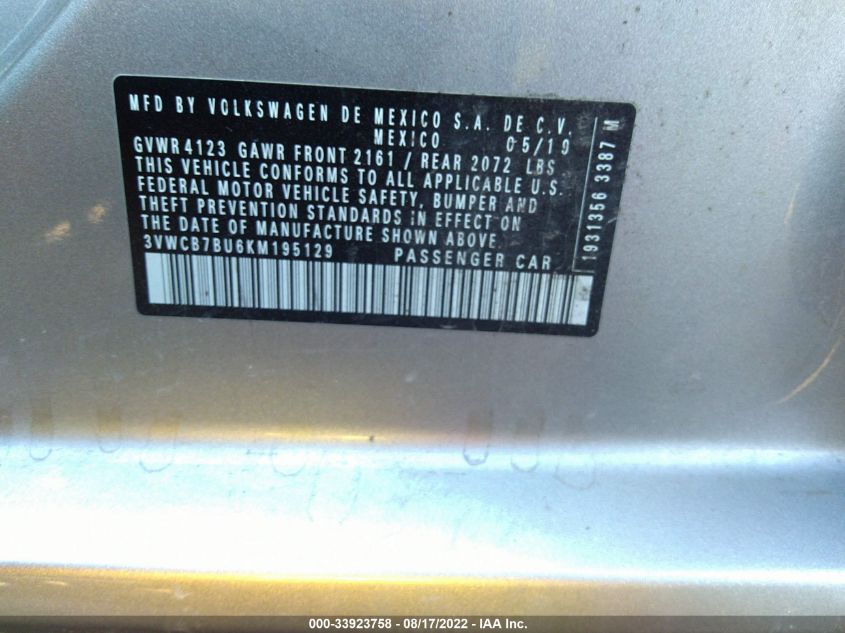 MFD BY VOLKSWAGEN DE MEXICO S.A. DE C.V.
MEXICO 05/19
GVWR 4123 GAWR FRONT 2161 / REAR 2072 LBS
THIS VEHICLE CONFORMS TO ALL APPLICABLE U.S.
FEDERAL MOTOR VEHICLE SAFETY, BUMPER AND
THEFT PREVENTION STANDARDS IN EFFECT ON
THE DATE OF MANUFACTURE SHOWN ABOVE.
3VWCB7BU6KM195129 PASSENGER CAR
1931356 3387 M
000-33923758 - 08/17/2022 - IAA Inc.